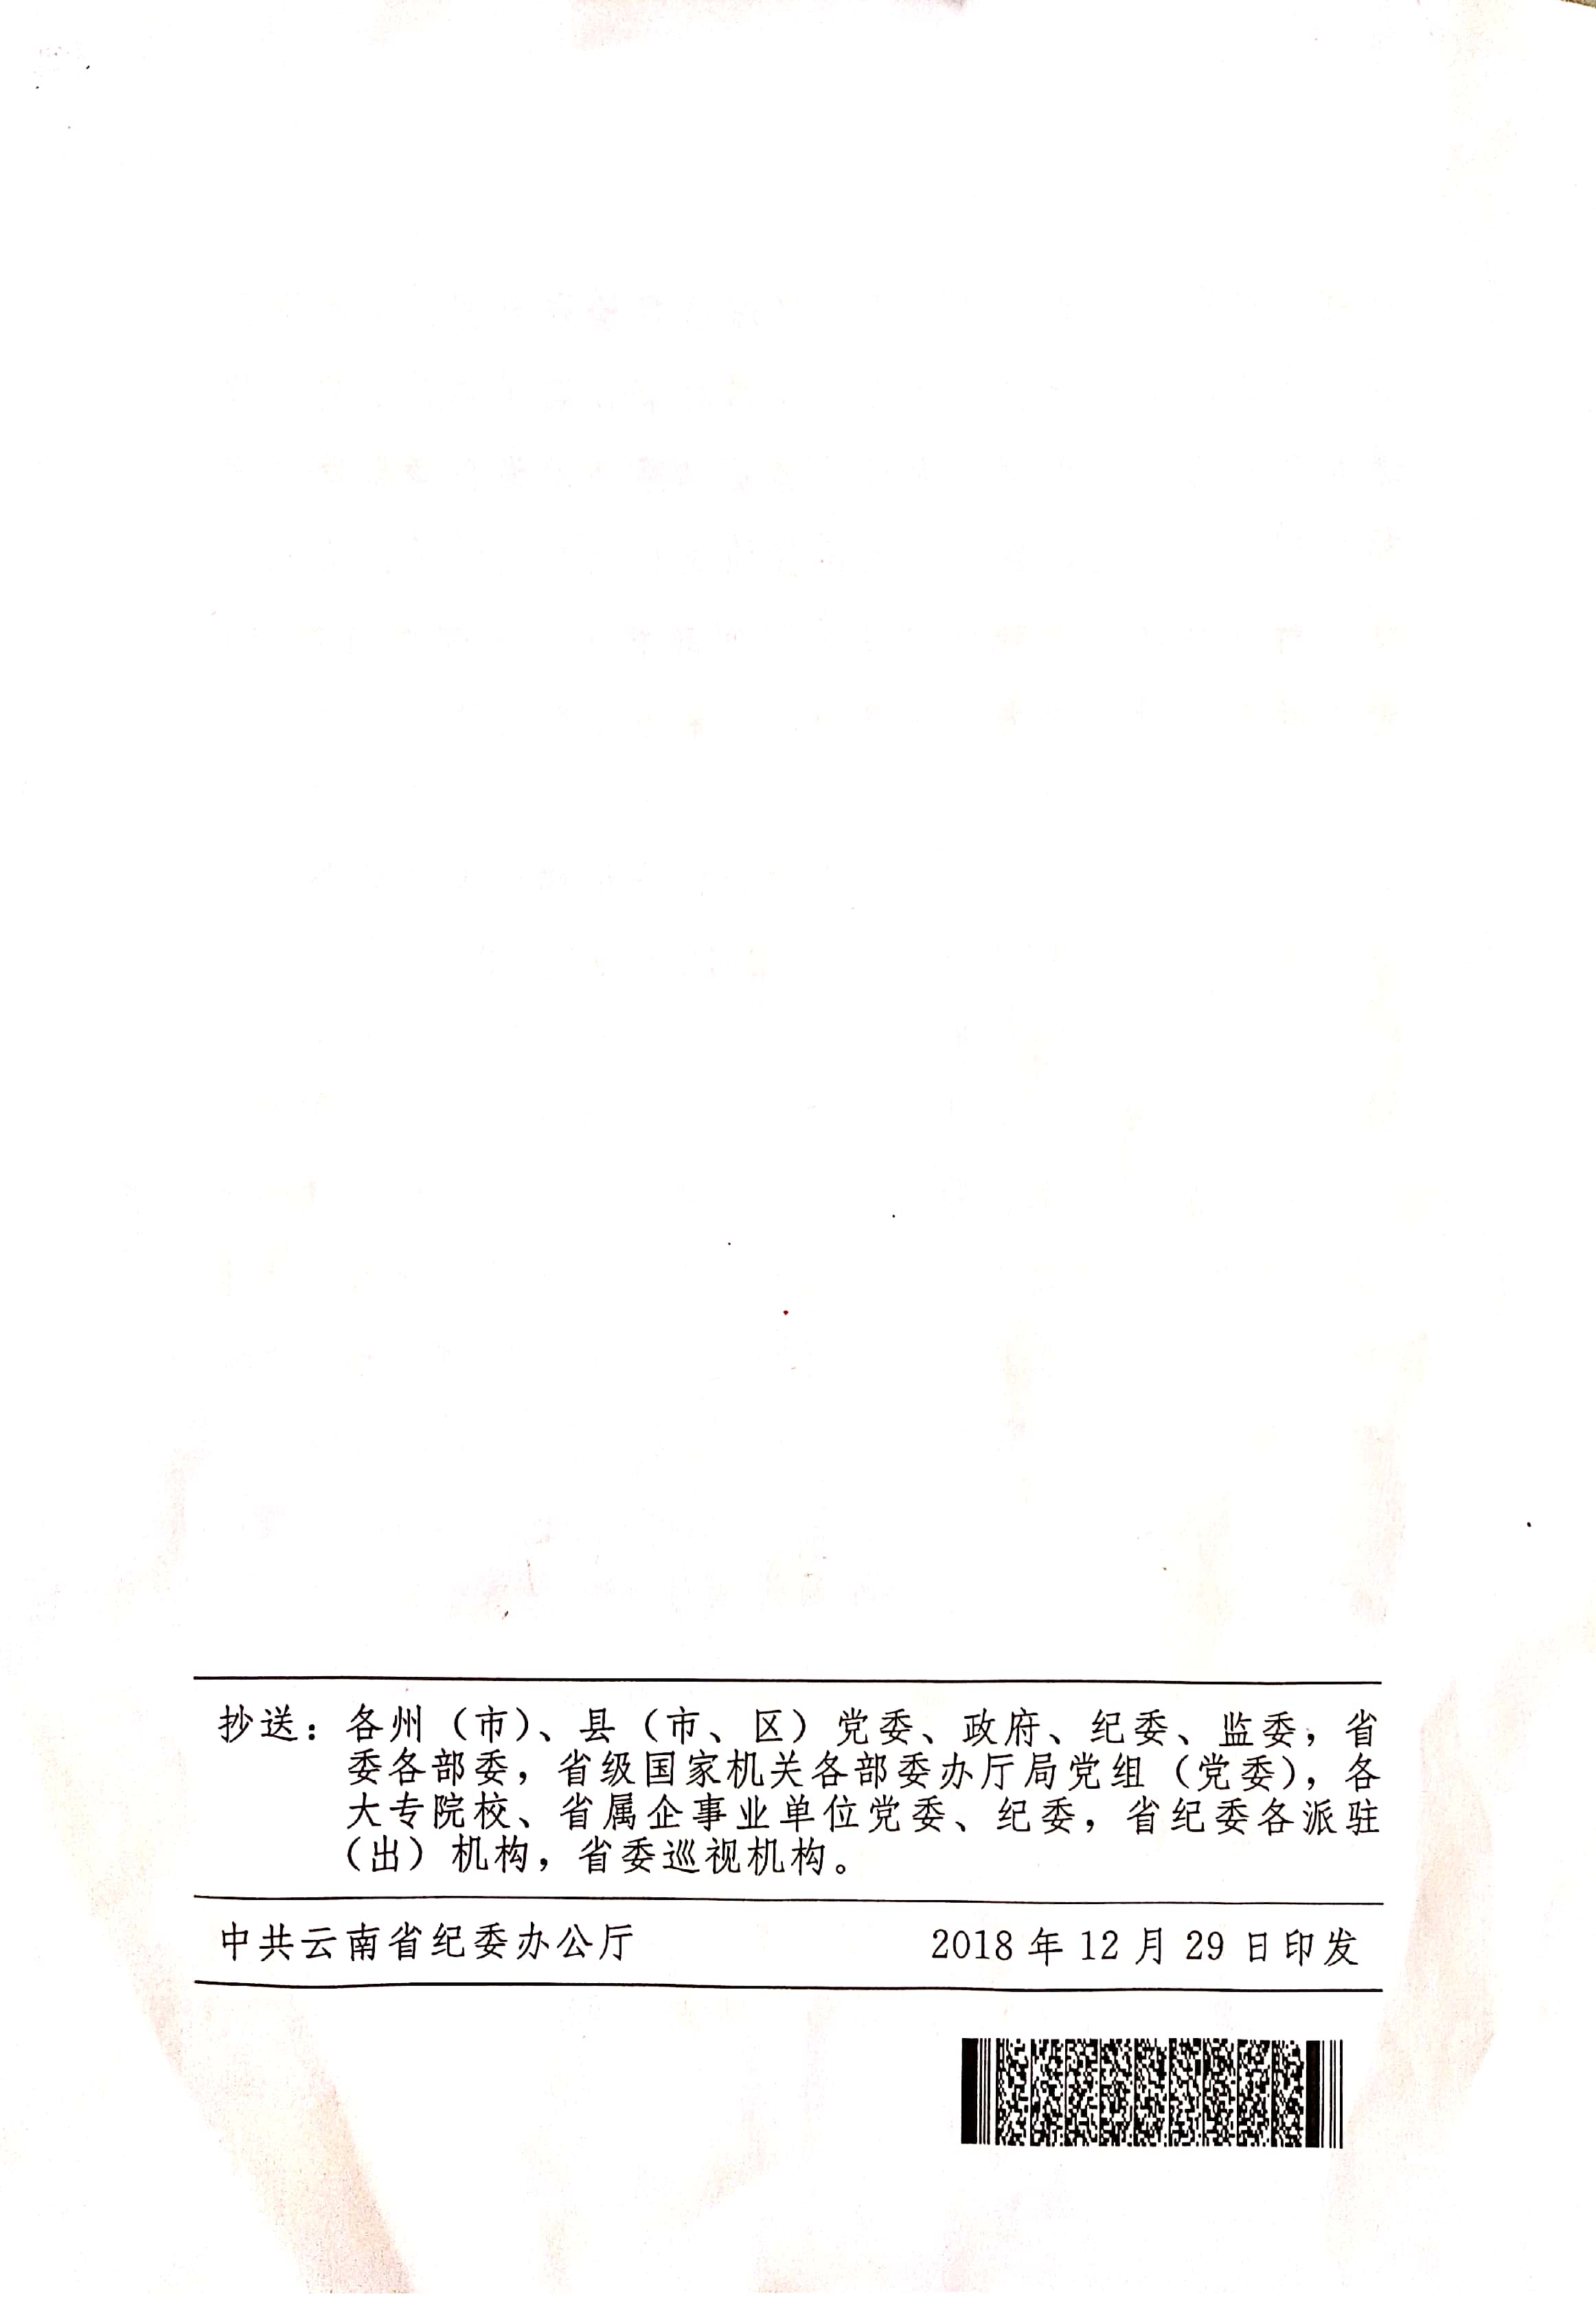 抄送：各州（市）、县（市、区）党委、政府、纪委、监委，省
委各部委，省级国家机关各部委办厅局党组（党委），各
大专院校、省属企事业单位党委、纪委，省纪委各派驻
（出）机构，省委巡视机构。
中共云南省纪委办公厅 2018年12月29日印发